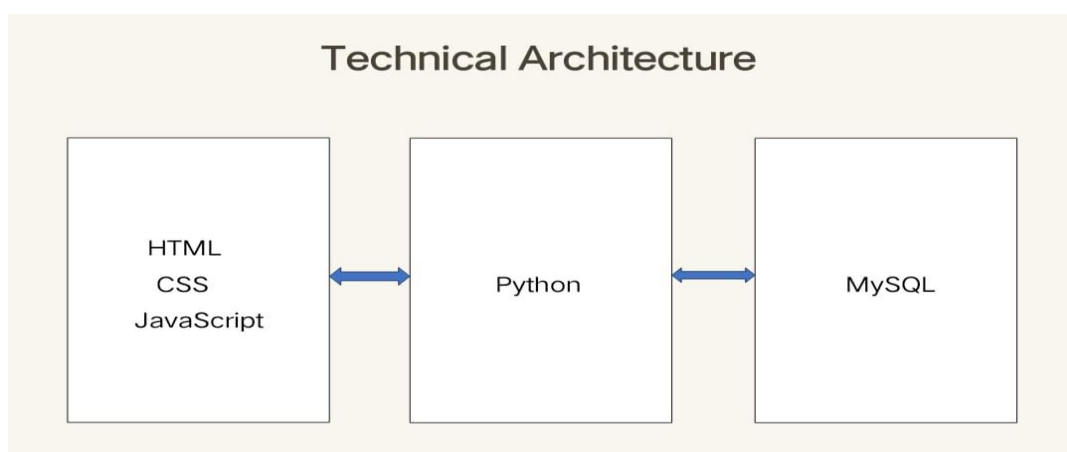 Technical Architecture
HTML
CSS
JavaScript
Python
MySQL